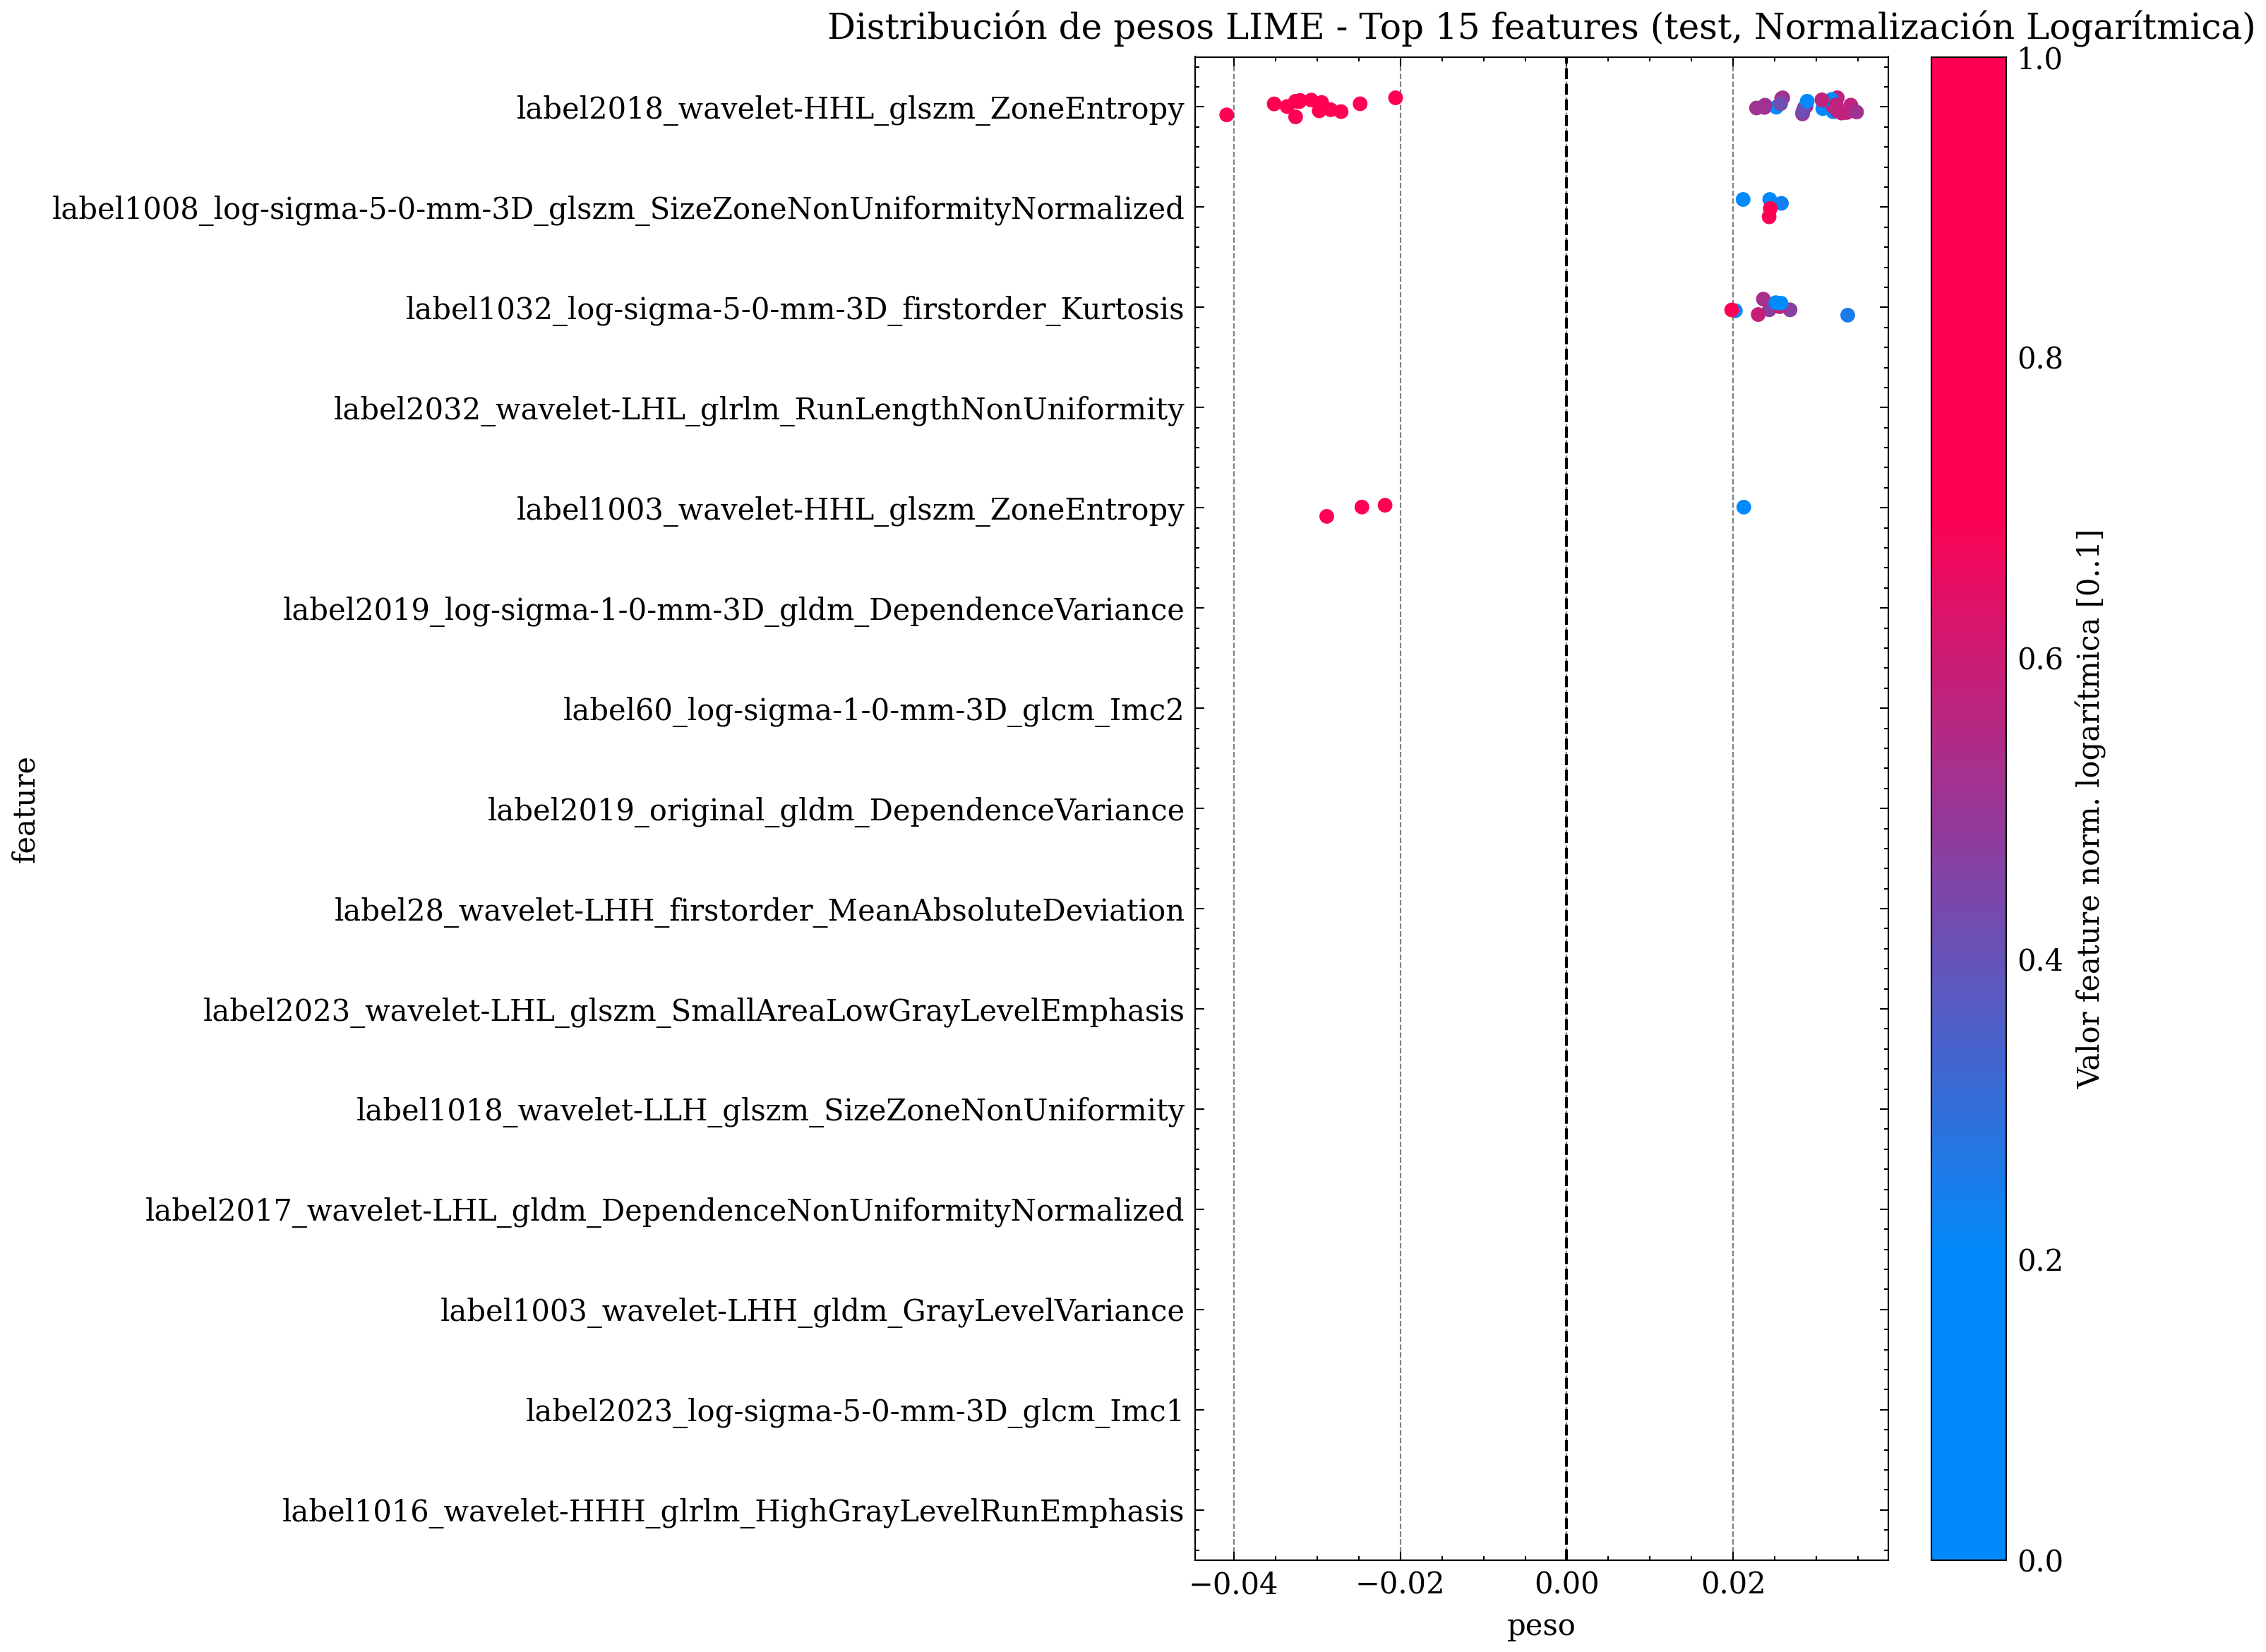 Distribución de pesos LIME - Top 15 features (test, Normalización Logarítmica)
label2018_wavelet-HHL_glszm_ZoneEntropy
label1008_log-sigma-5-0-mm-3D_glszm_SizeZoneNonUniformityNormalized
label1032_log-sigma-5-0-mm-3D_firstorder_Kurtosis
label2032_wavelet-LHL_glrlm_RunLengthNonUniformity
label1003_wavelet-HHL_glszm_ZoneEntropy
label2019_log-sigma-1-0-mm-3D_gldm_DependenceVariance
label60_log-sigma-1-0-mm-3D_glcm_Imc2
label2019_original_gldm_DependenceVariance
label28_wavelet-LHH_firstorder_MeanAbsoluteDeviation
label2023_wavelet-LHL_glszm_SmallAreaLowGrayLevelEmphasis
label1018_wavelet-LLH_glszm_SizeZoneNonUniformity
label2017_wavelet-LHL_gldm_DependenceNonUniformityNormalized
label1003_wavelet-LHH_gldm_GrayLevelVariance
label2023_log-sigma-5-0-mm-3D_glcm_Imc1
label1016_wavelet-HHH_glrlm_HighGrayLevelRunEmphasis
feature
−0.04 −0.02 0.00 0.02
peso
1.0
0.8
0.6
0.4
0.2
0.0
Valor feature norm. logarítmica [0..1]